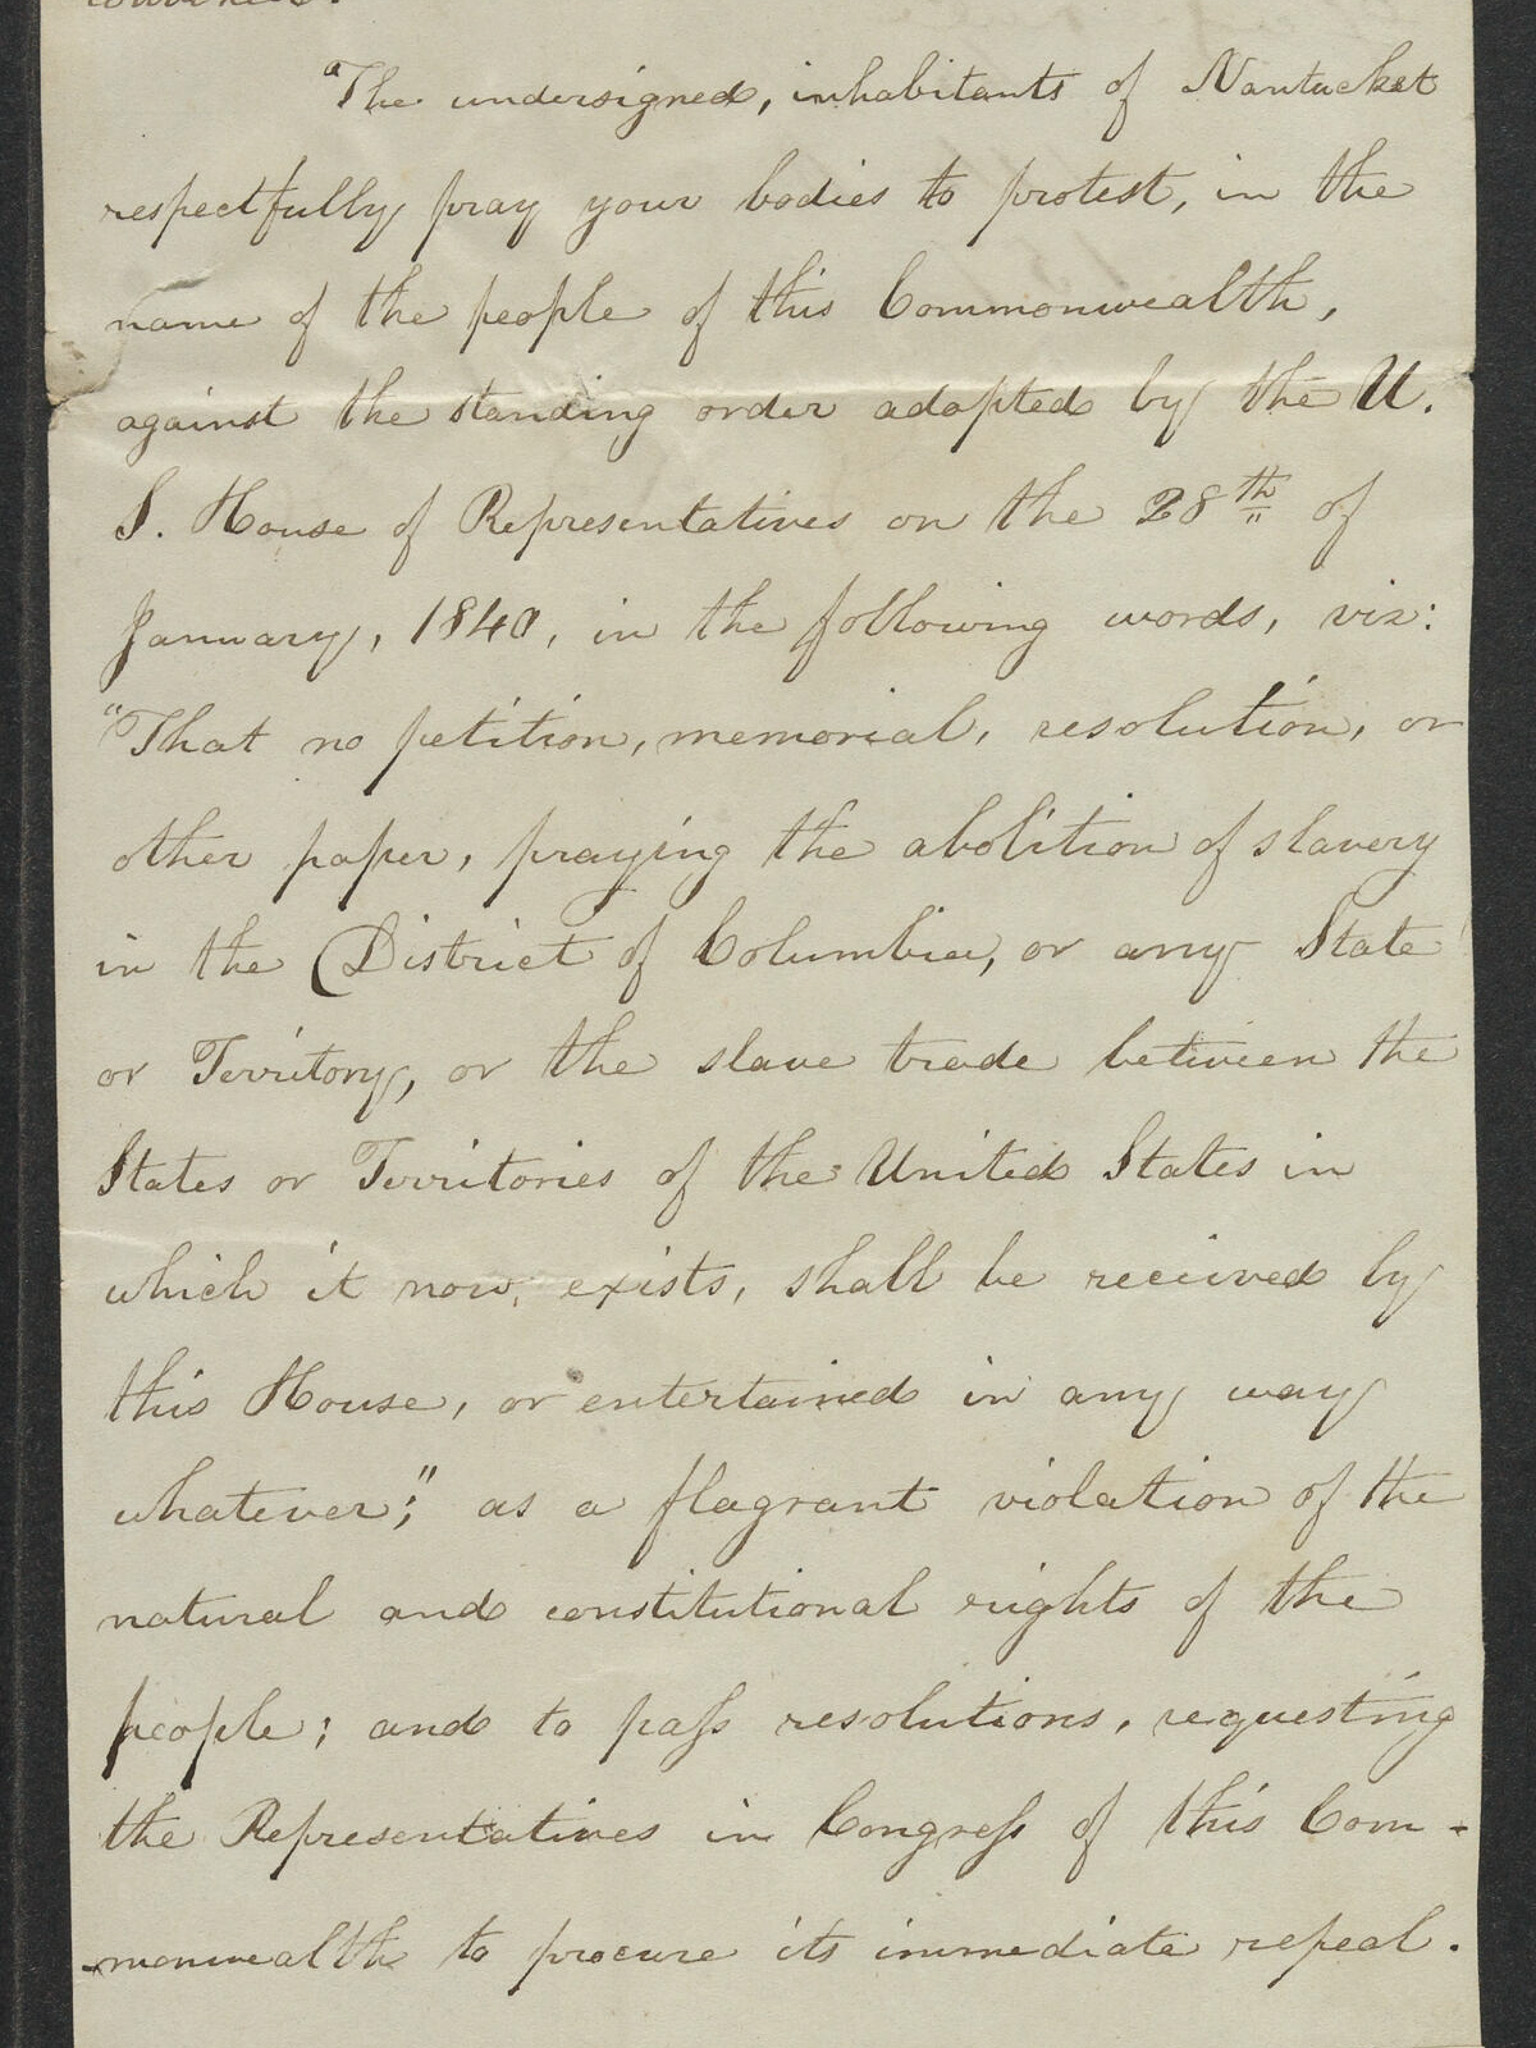 "The undersigned, inhabitants of Nantucket
respectfully pray your bodies to protest, in the
name of the people of this Commonwealth,
against the standing order adopted by the U.
S. House of Representatives on the 28th of
January, 1840, in the following words, viz:
"That no petition, memorial, resolution, or
other paper, praying the abolition of slavery
in the District of Columbia, or any State
or Territory, or the slave trade between the
States or Territories of the United States in
which it now exists, shall be received by
this House, or entertained in any way
whatever;" as a flagrant violation of the
natural and constitutional rights of the
people; and to paſs resolutions, requesting
the Representatives in Congreſs of this Com-
-monwealth to procure its immediate repeal.